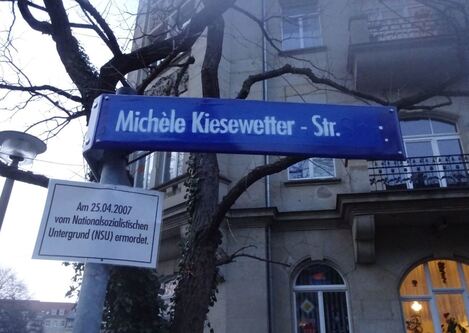 Michèle Kiesewetter - Str.
Am 25.04.2007
vom Nationalsozialistischen
Untergrund (NSU) ermordet.